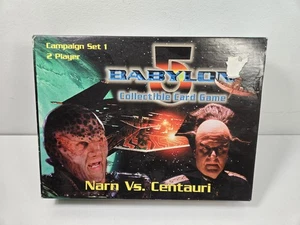 Campaign Set 1
2 Player
BABYLON
5
Collectible Card Game
Narn Vs. Centauri